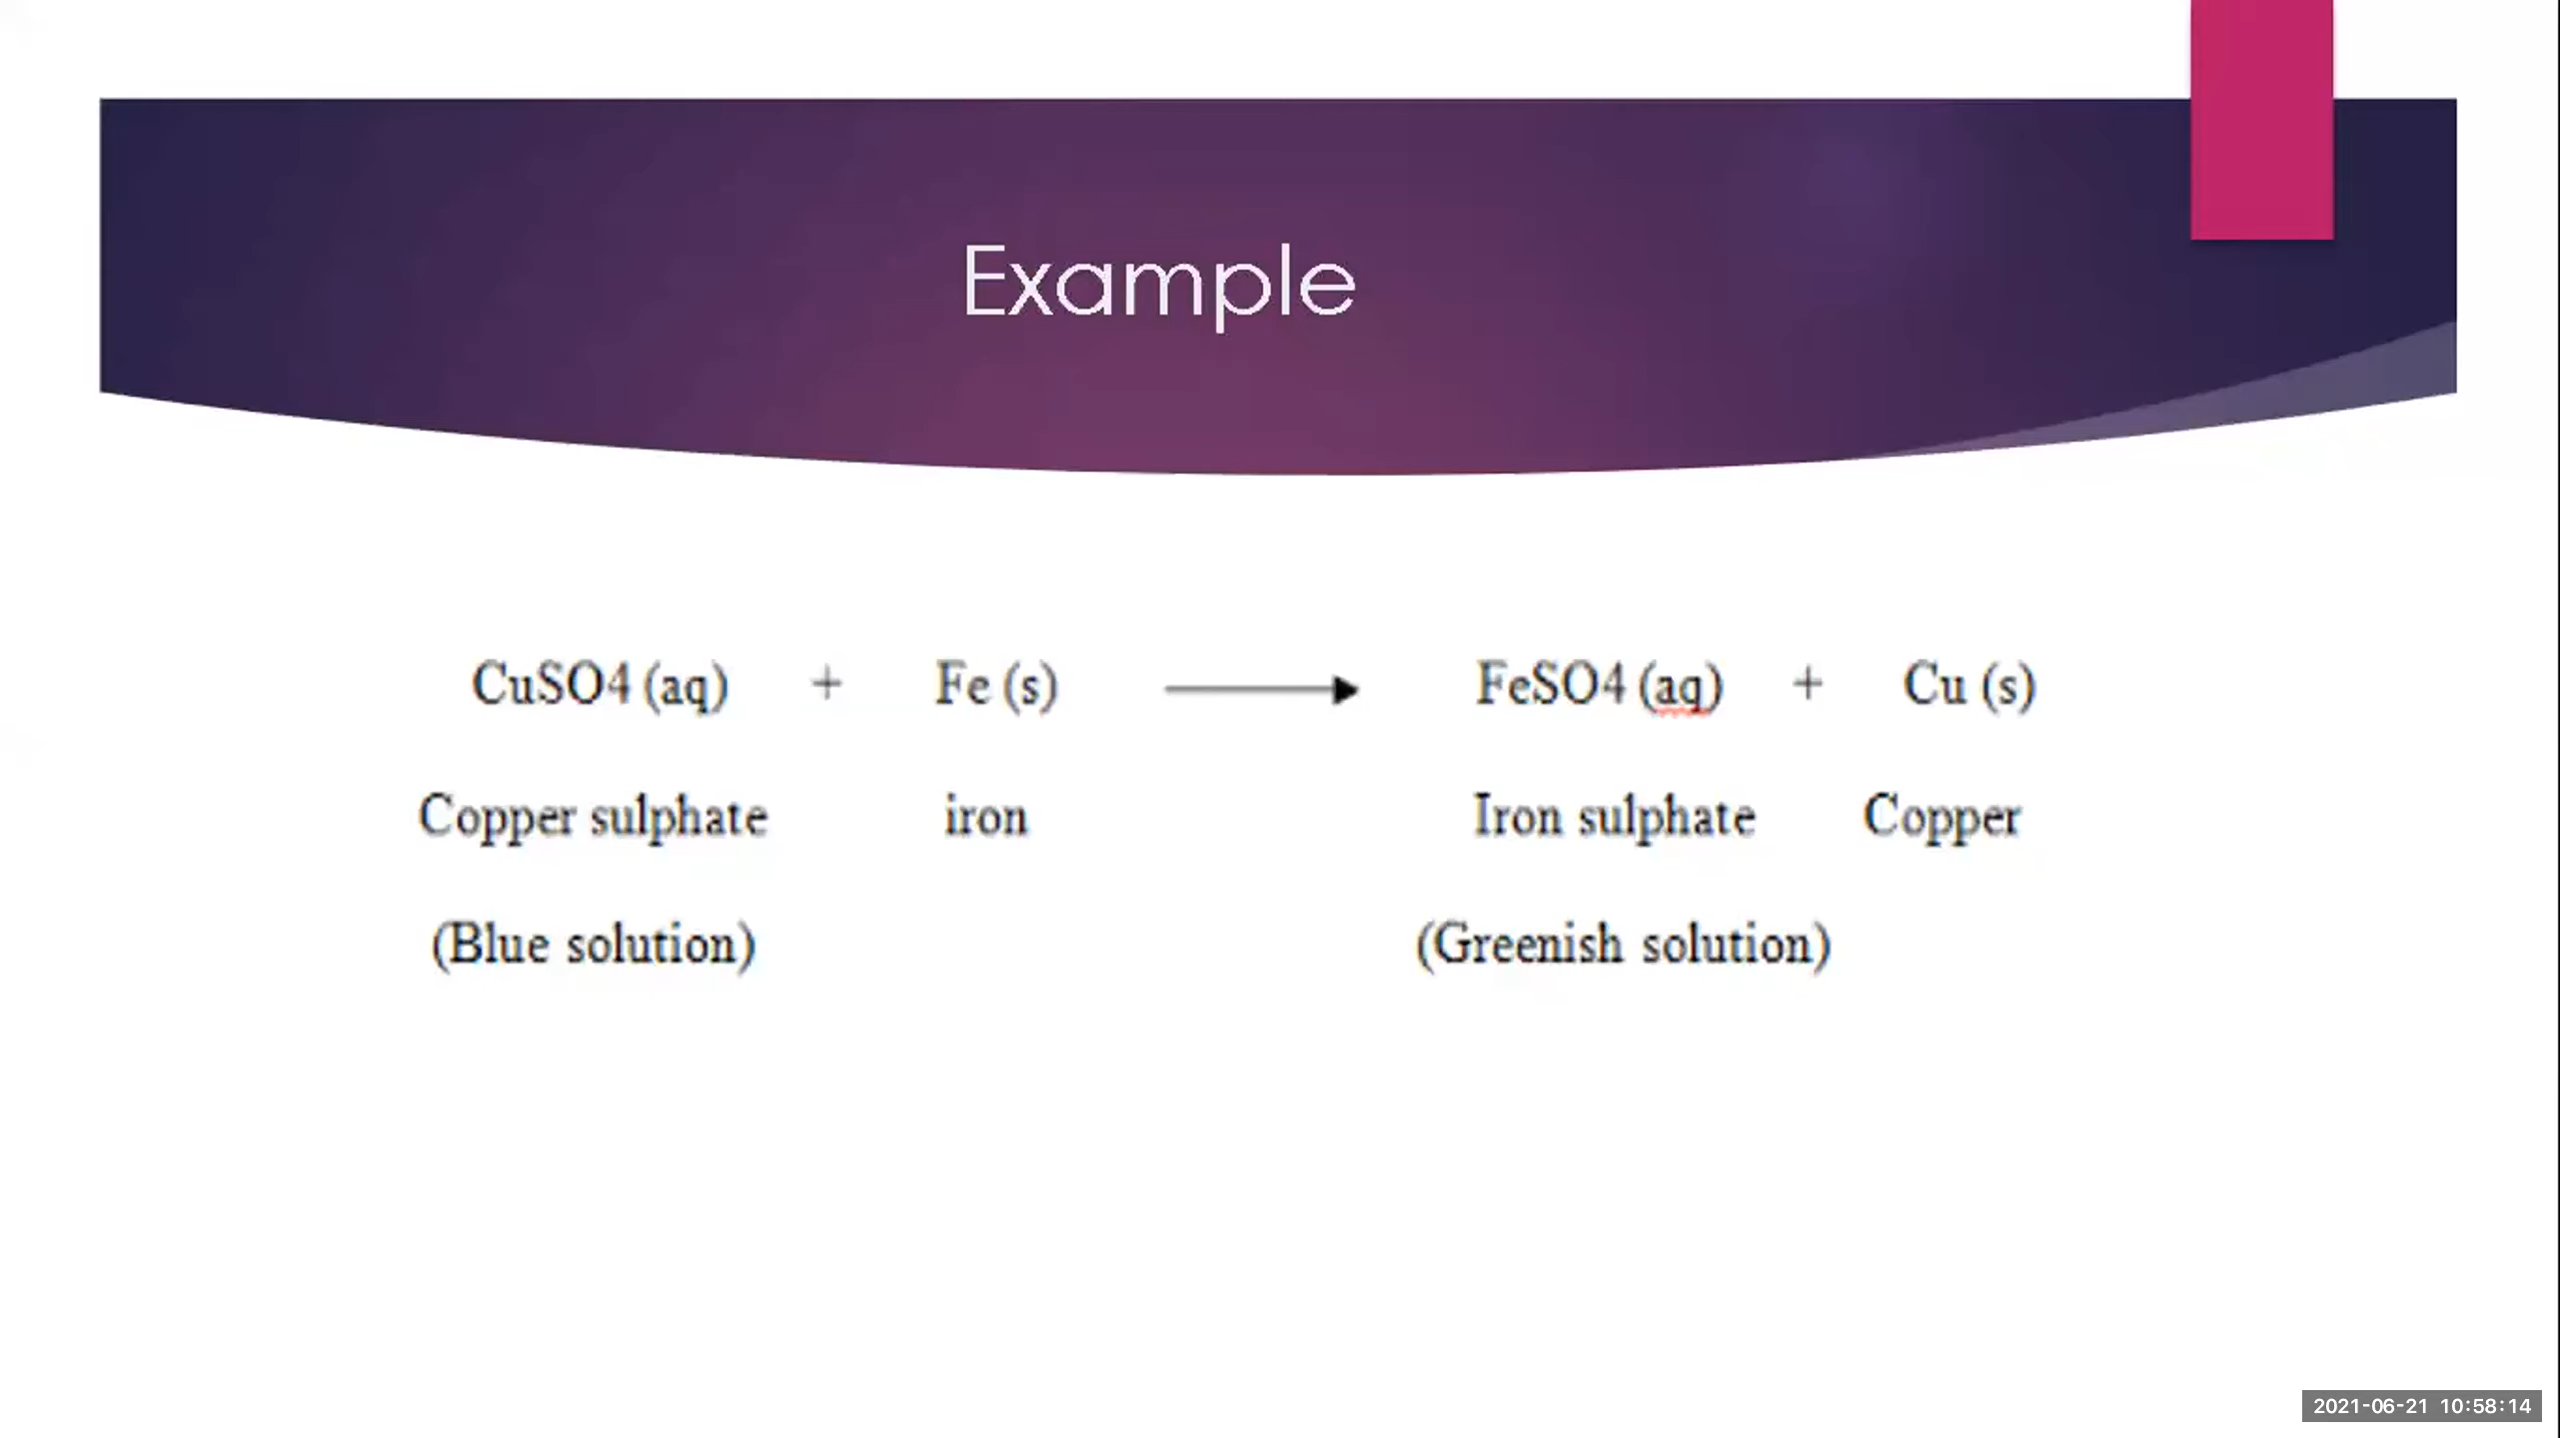 Example
CuSO4 (aq) + Fe (s) → FeSO4 (aq) + Cu (s)
Copper sulphate iron Iron sulphate Copper
(Blue solution) (Greenish solution)
2021-06-21 10:58:14